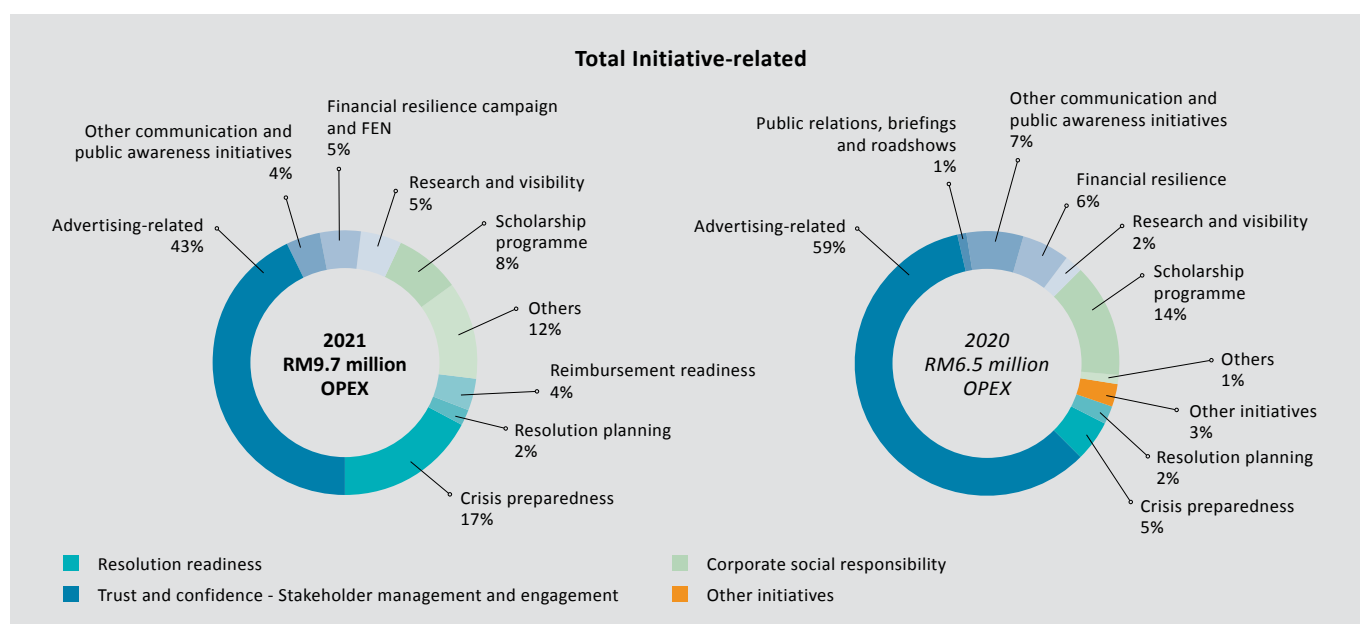 Total Initiative-related
Financial resilience campaign
and FEN
5%
Other communication and
public awareness initiatives
4%
Research and visibility
5%
Advertising-related
43%
Scholarship
programme
8%
Others
12%
Reimbursement readiness
4%
Resolution planning
2%
Crisis preparedness
17%
2021
RM9.7 million
OPEX
Other communication and
public awareness initiatives
7%
Public relations, briefings
and roadshows
1%
Financial resilience
6%
Advertising-related
59%
Research and visibility
2%
Scholarship
programme
14%
Others
1%
Other initiatives
3%
Resolution planning
2%
Crisis preparedness
5%
2020
RM6.5 million
OPEX
Resolution readiness
Trust and confidence - Stakeholder management and engagement
Corporate social responsibility
Other initiatives